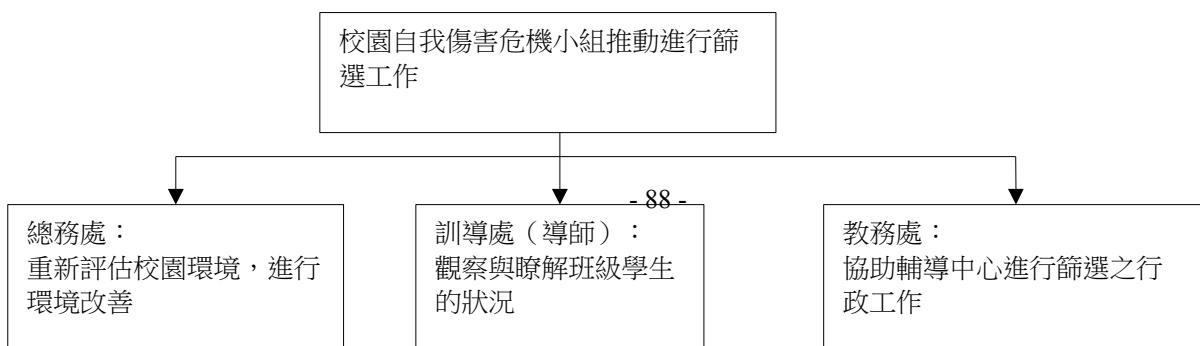 校園自我傷害危機小組推動進行篩
選工作
- 88 -
總務處：
重新評估校園環境，進行
環境改善
訓導處（導師）：
觀察與瞭解班級學生
的狀況
教務處：
協助輔導中心進行篩選之行
政工作